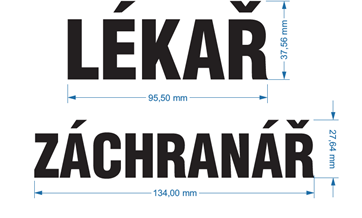 LÉKAŘ
37,56 mm
95,50 mm
ZÁCHRANÁŘ
27,64 mm
134,00 mm